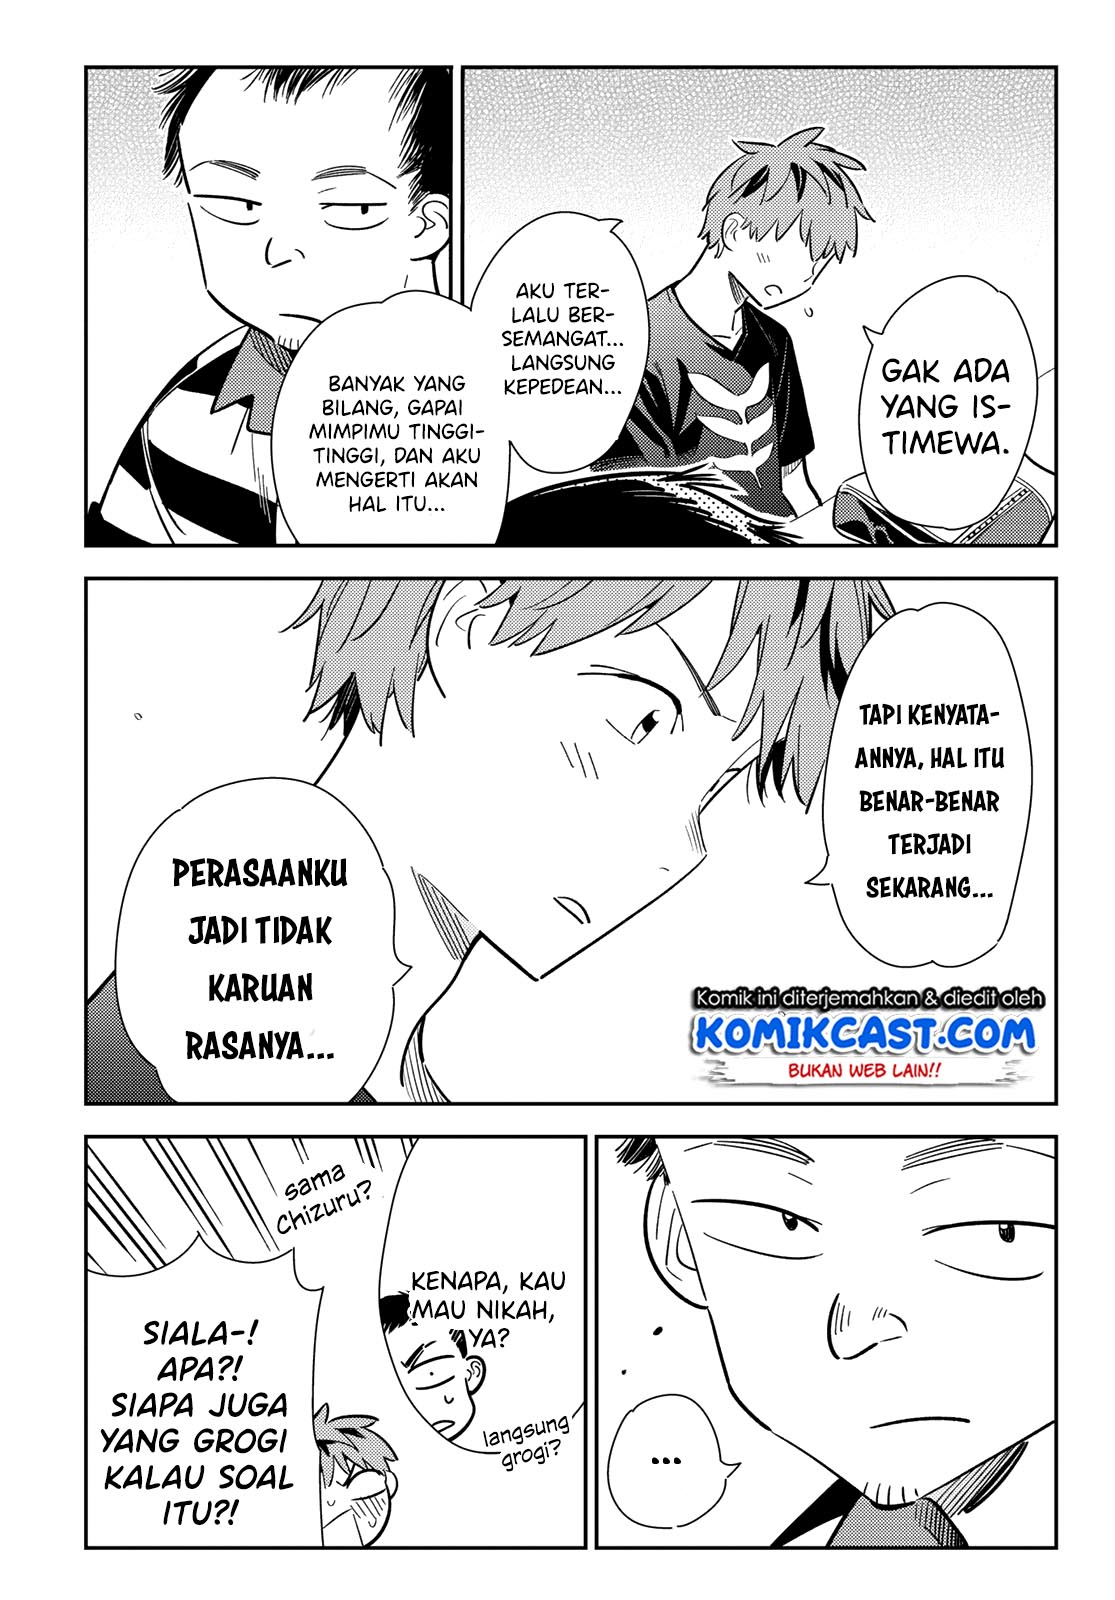 GAK ADA
YANG IS-
TIMEWA.
AKU TER-
LALU BER-
SEMANGAT...
LANGSUNG
KEPEDEAN...
BANYAK YANG
BILANG, GAPAI
MIMPIMU TINGGI-
TINGGI, DAN AKU
MENGERTI AKAN
HAL ITU...
TAPI KENYATA-
ANNYA, HAL ITU
BENAR-BENAR
TERJADI
SEKARANG...
PERASAANKU
JADI TIDAK
KARUAN
RASANYA...
Komik ini diterjemahkan & diedit oleh
KOMIKCAST.COM
BUKAN WEB LAIN!!
...
KENAPA, KAU
MAU NIKAH,
YA?
sama
Chizuru?
langsung
grogi?
SIALA-!
APA?!
SIAPA JUGA
YANG GROGI
KALAU SOAL
ITU?!